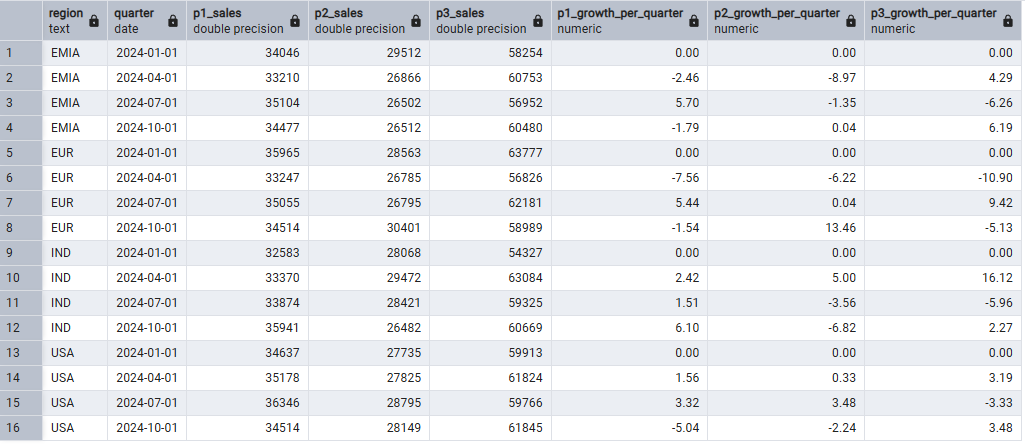 region quarter p1_sales p2_sales p3_sales p1_growth_per_quarter p2_growth_per_quarter p3_growth_per_quarter
text date double precision double precision double precision numeric numeric numeric
1 EMIA 2024-01-01 34046 29512 58254 0.00 0.00 0.00
2 EMIA 2024-04-01 33210 26866 60753 -2.46 -8.97 4.29
3 EMIA 2024-07-01 35104 26502 56952 5.70 -1.35 -6.26
4 EMIA 2024-10-01 34477 26512 60480 -1.79 0.04 6.19
5 EUR 2024-01-01 35965 28563 63777 0.00 0.00 0.00
6 EUR 2024-04-01 33247 26785 56826 -7.56 -6.22 -10.90
7 EUR 2024-07-01 35055 26795 62181 5.44 0.04 9.42
8 EUR 2024-10-01 34514 30401 58989 -1.54 13.46 -5.13
9 IND 2024-01-01 32583 28068 54327 0.00 0.00 0.00
10 IND 2024-04-01 33370 29472 63084 2.42 5.00 16.12
11 IND 2024-07-01 33874 28421 59325 1.51 -3.56 -5.96
12 IND 2024-10-01 35941 26482 60669 6.10 -6.82 2.27
13 USA 2024-01-01 34637 27735 59913 0.00 0.00 0.00
14 USA 2024-04-01 35178 27825 61824 1.56 0.33 3.19
15 USA 2024-07-01 36346 28795 59766 3.32 3.48 -3.33
16 USA 2024-10-01 34514 28149 61845 -5.04 -2.24 3.48